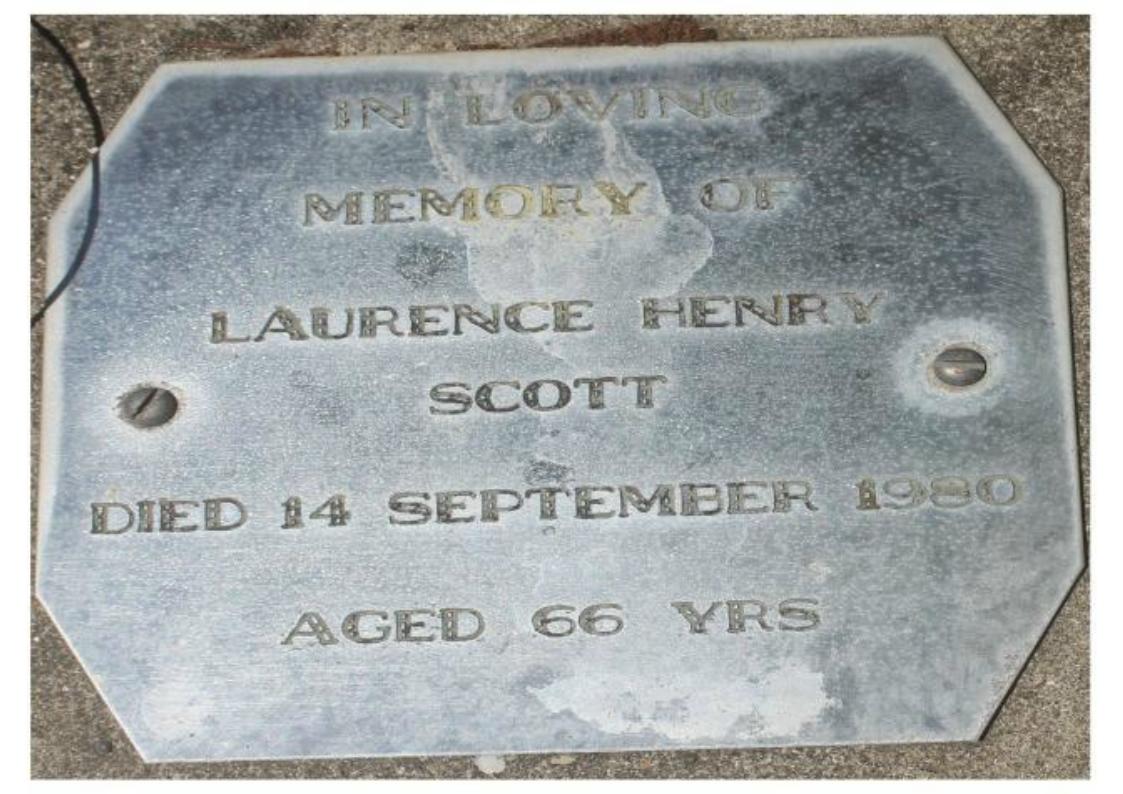 IN LOVING
MEMORY OF
LAURENCE HENRY
SCOTT
DIED 14 SEPTEMBER 1980
AGED 66 YRS